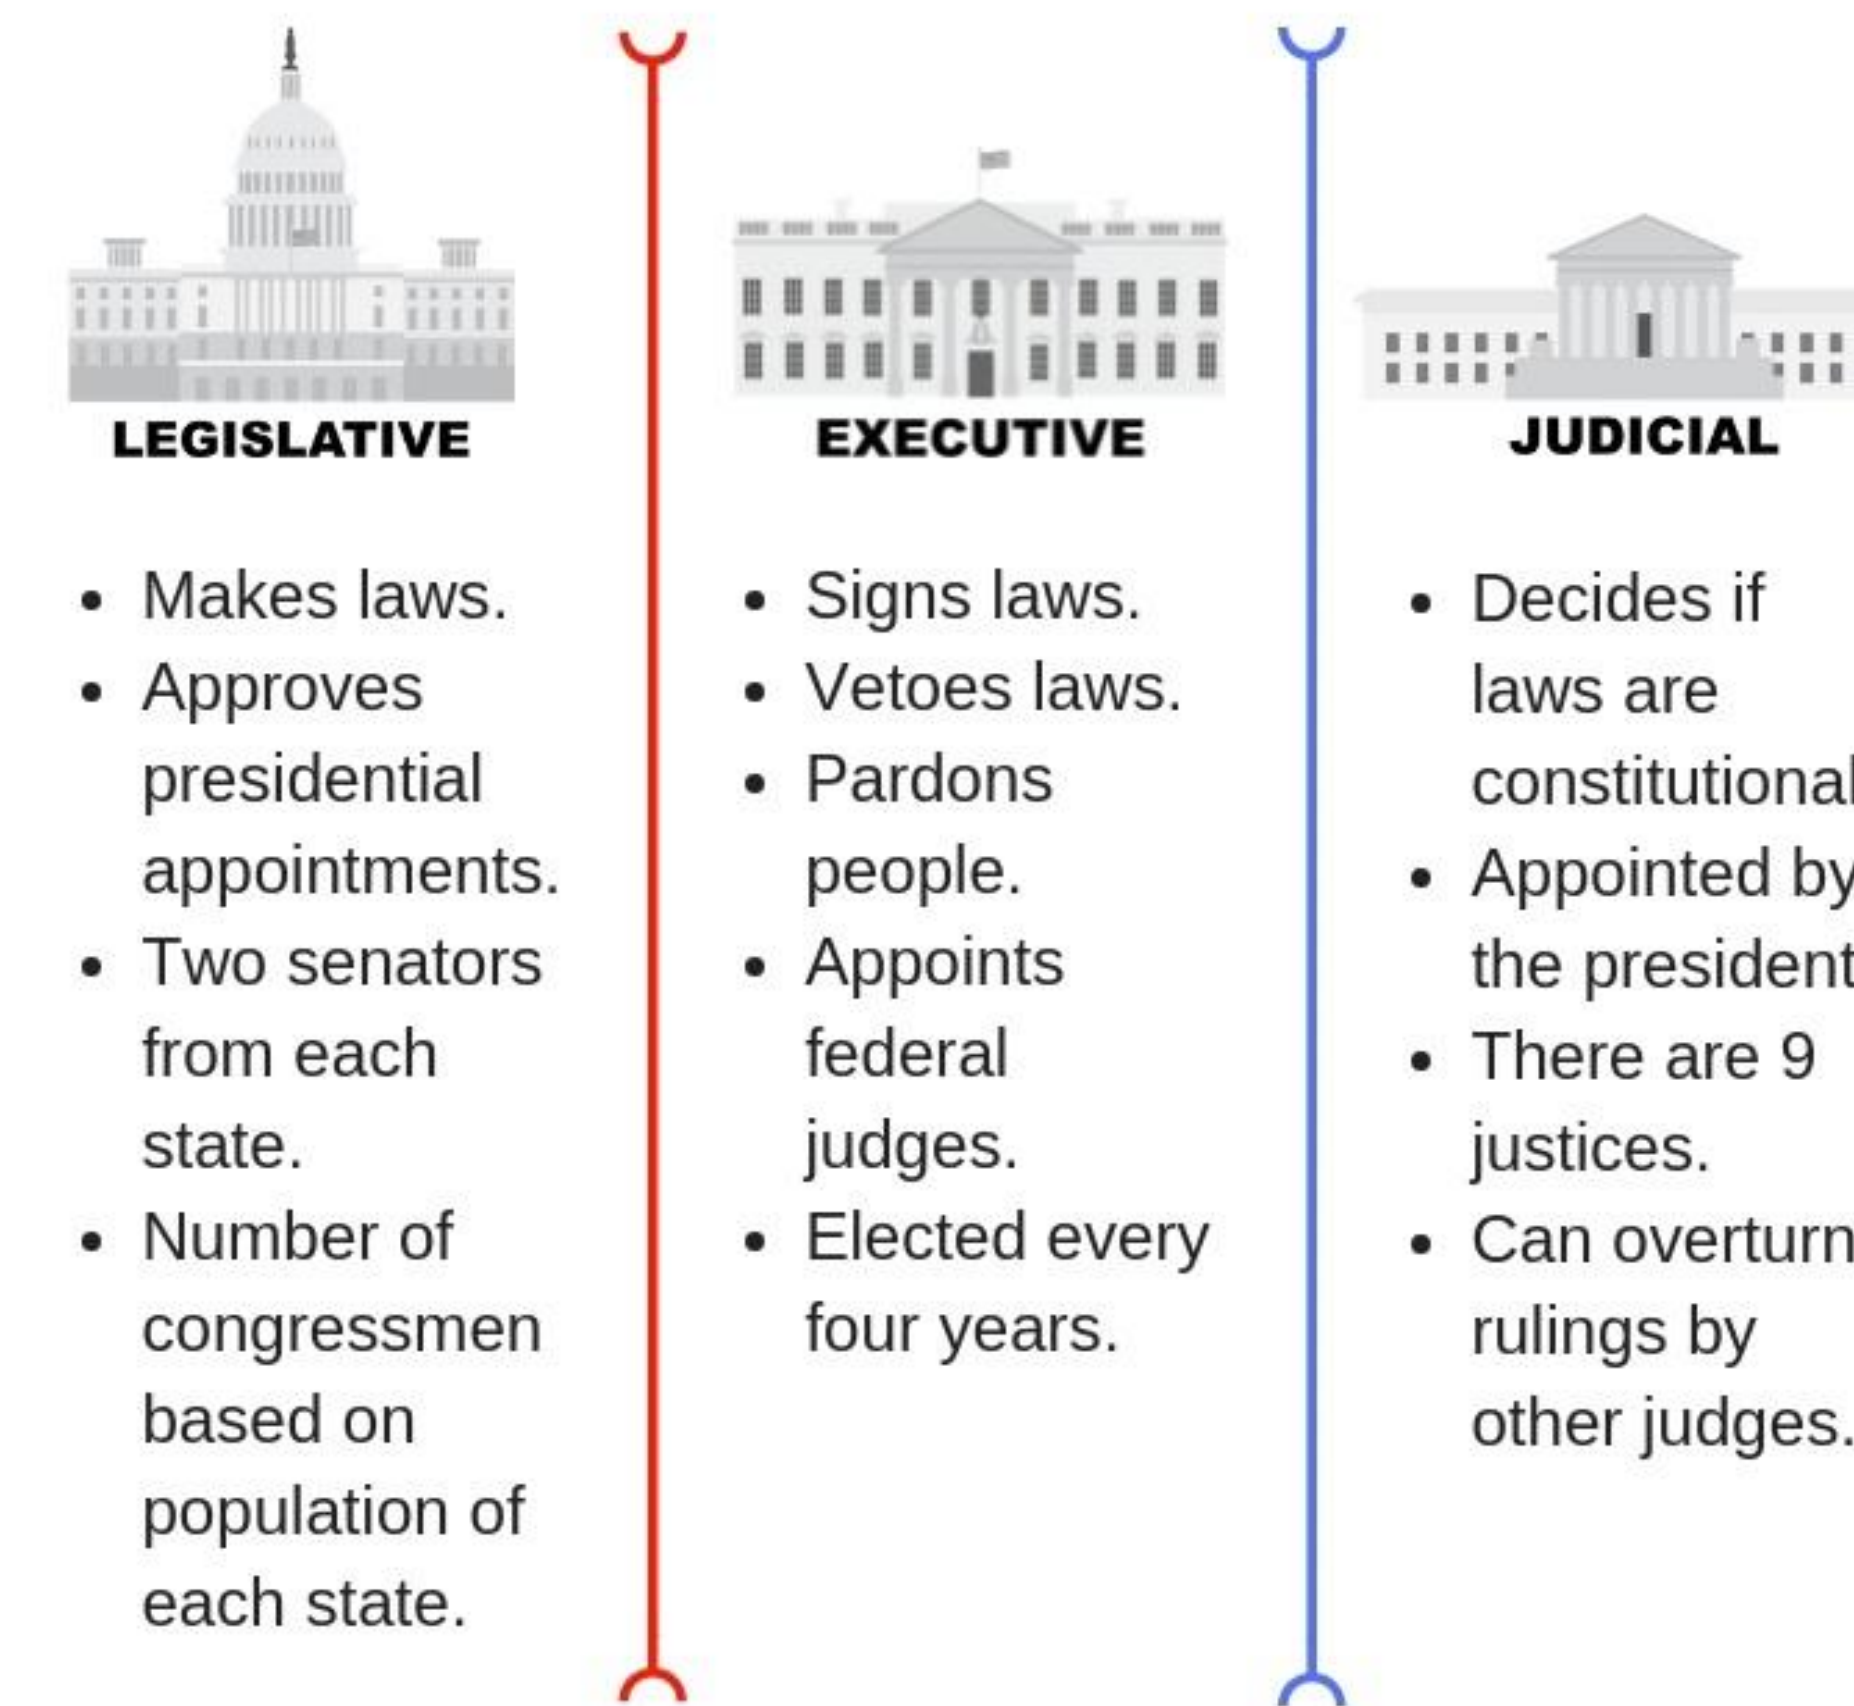 LEGISLATIVE
• Makes laws.
• Approves
presidential
appointments.
• Two senators
from each
state.
• Number of
congressmen
based on
population of
each state.
EXECUTIVE
• Signs laws.
• Vetoes laws.
• Pardons
people.
• Appoints
federal
judges.
• Elected every
four years.
JUDICIAL
• Decides if
laws are
constitutional
• Appointed by
the president
• There are 9
justices.
• Can overturn
rulings by
other judges.